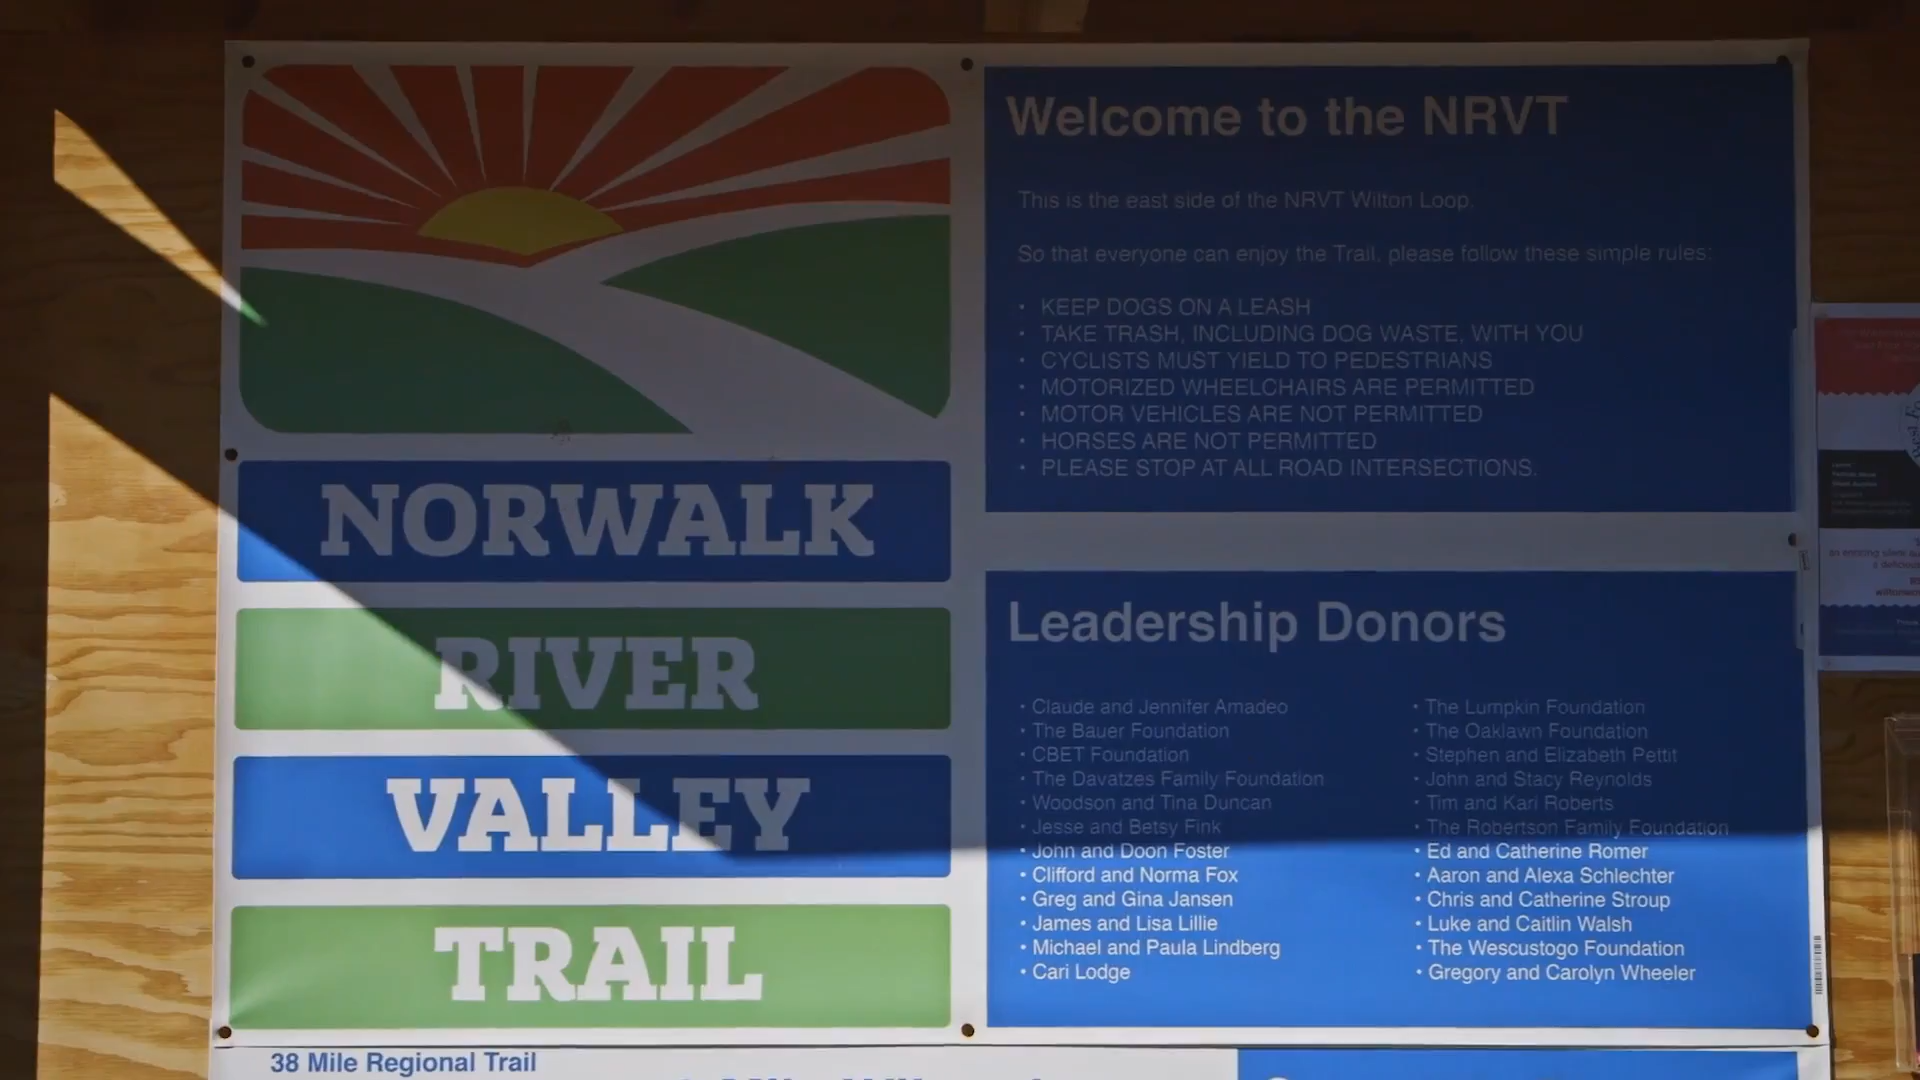 NORWALK
RIVER
VALLEY
TRAIL
38 Mile Regional Trail
Welcome to the NRVT
This is the east side of the NRVT Wilton Loop.
So that everyone can enjoy the Trail, please follow these simple rules:
• KEEP DOGS ON A LEASH
• TAKE TRASH, INCLUDING DOG WASTE, WITH YOU
• CYCLISTS MUST YIELD TO PEDESTRIANS
• MOTORIZED WHEELCHAIRS ARE PERMITTED
• MOTOR VEHICLES ARE NOT PERMITTED
• HORSES ARE NOT PERMITTED
• PLEASE STOP AT ALL ROAD INTERSECTIONS.
Leadership Donors
• Claude and Jennifer Amadeo
• The Bauer Foundation
• CBET Foundation
• The Davatzes Family Foundation
• Woodson and Tina Duncan
• Jesse and Betsy Fink
• John and Doon Foster
• Clifford and Norma Fox
• Greg and Gina Jansen
• James and Lisa Lillie
• Michael and Paula Lindberg
• Cari Lodge
• The Lumpkin Foundation
• The Oaklawn Foundation
• Stephen and Elizabeth Pettit
• John and Stacy Reynolds
• Tim and Kari Roberts
• The Robertson Family Foundation
• Ed and Catherine Romer
• Aaron and Alexa Schlechter
• Chris and Catherine Stroup
• Luke and Caitlin Walsh
• The Wescustogo Foundation
• Gregory and Carolyn Wheeler